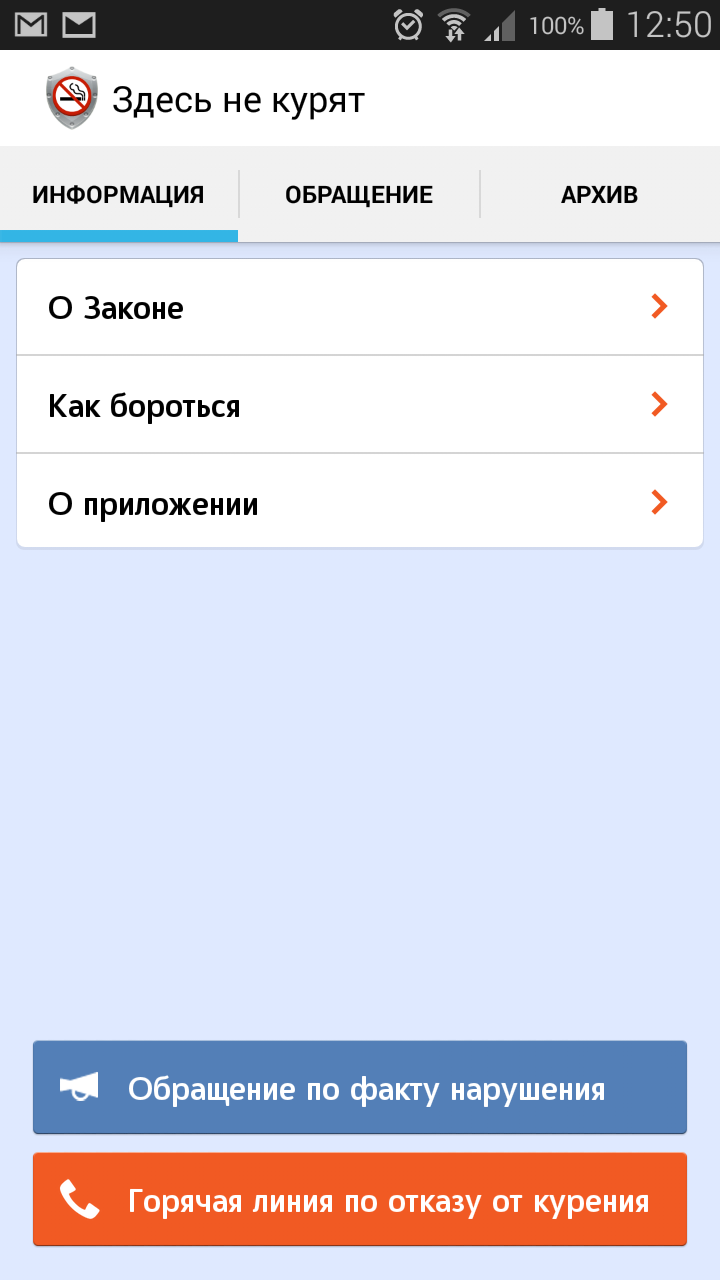 100% 12:50
Здесь не курят
ИНФОРМАЦИЯ ОБРАЩЕНИЕ АРХИВ
О Законе
Как бороться
О приложении
Обращение по факту нарушения
Горячая линия по отказу от курения